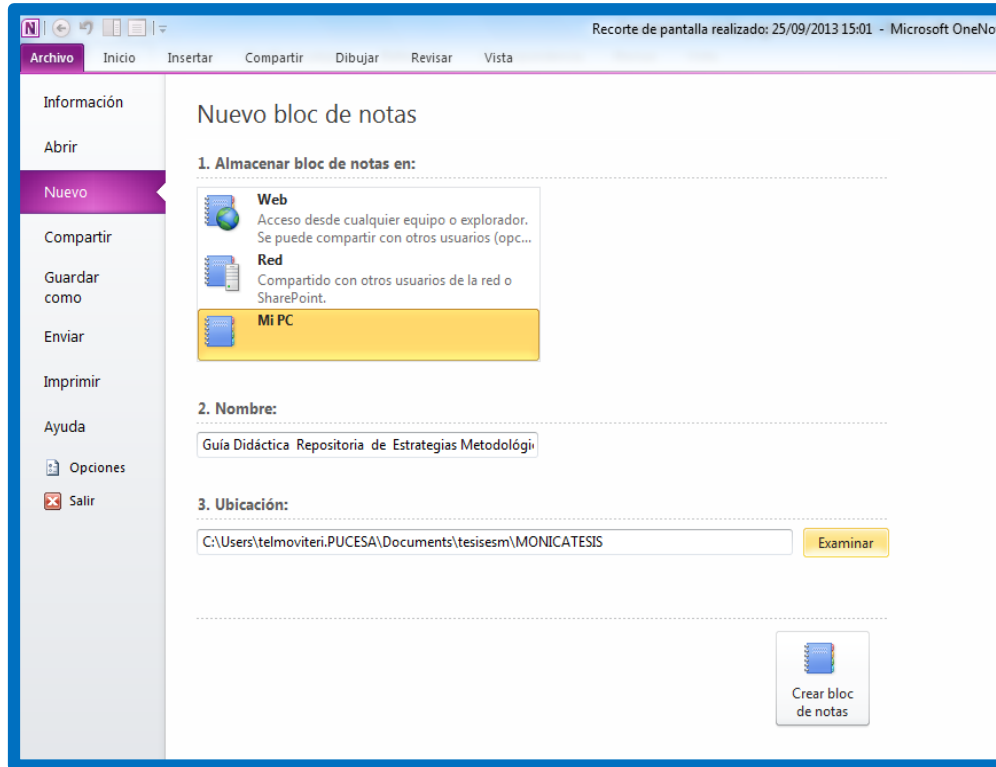 Recorte de pantalla realizado: 25/09/2013 15:01 - Microsoft OneNo
Archivo Inicio Insertar Compartir Dibujar Revisar Vista
Información
Abrir
Nuevo
Compartir
Guardar
como
Enviar
Imprimir
Ayuda
Opciones
Salir
Nuevo bloc de notas
1. Almacenar bloc de notas en:
Web
Acceso desde cualquier equipo o explorador.
Se puede compartir con otros usuarios (opc...
Red
Compartido con otros usuarios de la red o
SharePoint.
Mi PC
2. Nombre:
Guía Didáctica Repositoria de Estrategias Metodológi
3. Ubicación:
C:\Users\telmoviteri.PUCESA\Documents\tesisesm\MONICATESIS
Examinar
Crear bloc
de notas